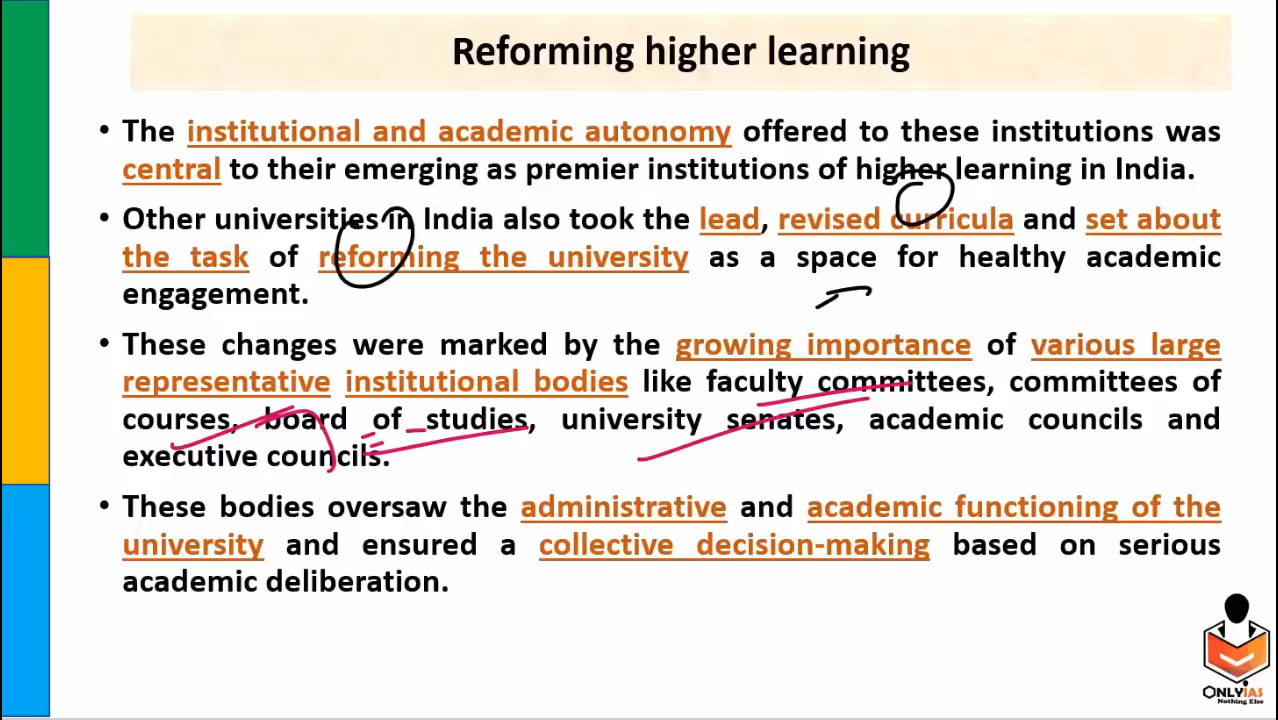 Reforming higher learning
• The institutional and academic autonomy offered to these institutions was
central to their emerging as premier institutions of higher learning in India.
• Other universities in India also took the lead, revised curricula and set about
the task of reforming the university as a space for healthy academic
engagement.
• These changes were marked by the growing importance of various large
representative institutional bodies like faculty committees, committees of
courses, board of studies, university senates, academic councils and
executive councils.
• These bodies oversaw the administrative and academic functioning of the
university and ensured a collective decision-making based on serious
academic deliberation.
ONLYIAS
Nothing Else